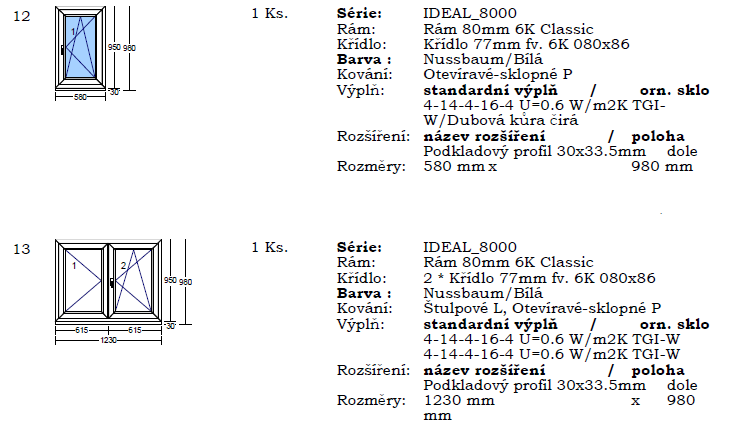 12
1 Ks.
Série: IDEAL_8000
Rám: Rám 80mm 6K Classic
Křídlo: Křídlo 77mm fv. 6K 080x86
Barva : Nussbaum/Bílá
Kování: Otevíravé-sklopné P
Výplň: standardní výplň / orn. sklo
4-14-4-16-4 U=0.6 W/m2K TGI-
W/Dubová kůra čirá
Rozšíření: název rozšíření / poloha
Podkladový profil 30x33.5mm dole
Rozměry: 580 mm x 980 mm
1
950 980
30
580
13
1 Ks.
Série: IDEAL_8000
Rám: Rám 80mm 6K Classic
Křídlo: 2 * Křídlo 77mm fv. 6K 080x86
Barva : Nussbaum/Bílá
Kování: Štulpové L, Otevíravé-sklopné P
Výplň: standardní výplň / orn. sklo
4-14-4-16-4 U=0.6 W/m2K TGI-W
4-14-4-16-4 U=0.6 W/m2K TGI-W
Rozšíření: název rozšíření / poloha
Podkladový profil 30x33.5mm dole
Rozměry: 1230 mm x 980
mm
1 2
950 980
30
615 615
1230